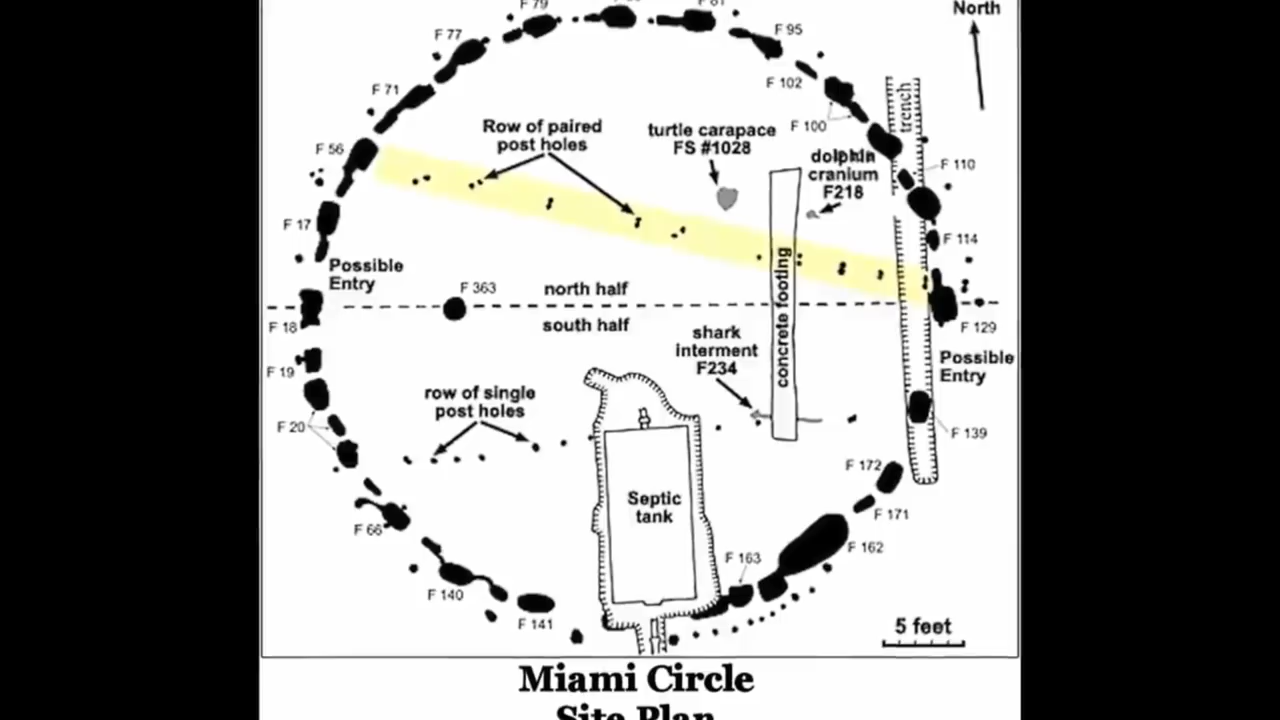 North
F 79
F 81
F 95
F 77
F 102
F 71
trench
F 100
Row of paired
post holes
turtle carapace
FS #1028
dolphin
cranium
F218
F 56
F 110
F 17
F 114
Possible
Entry
F 363
north half
south half
concrete footing
F 18
F 129
shark
interment
F234
Possible
Entry
F 19
row of single
post holes
F 20
F 139
F 172
Septic
tank
F 171
F 66
F 162
F 163
F 140
F 141
5 feet
Miami Circle
Site Plan